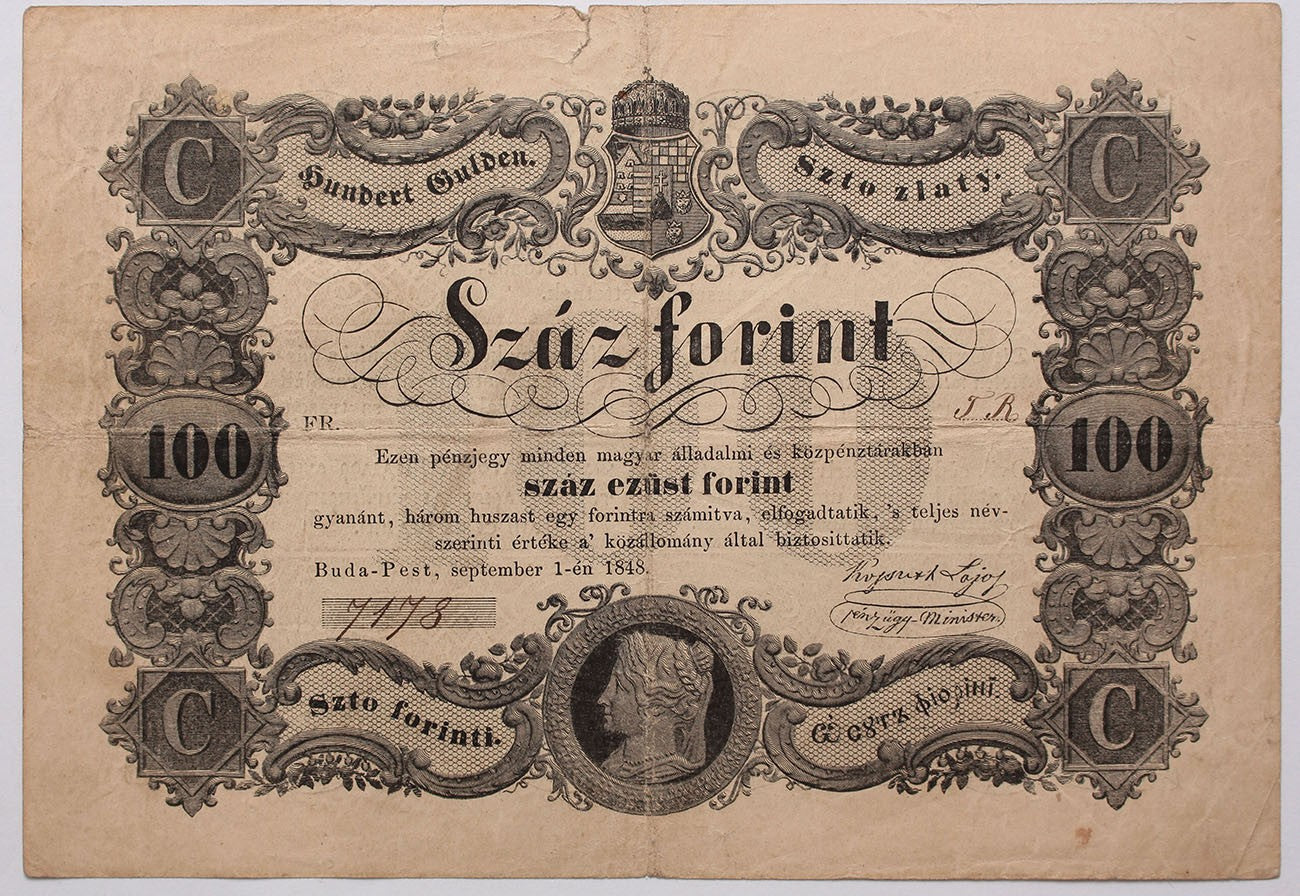 C
Hundert Gulden.
Szto zlaty.
C
Száz forint
FR.
T. R.
100
100
Ezen pénzjegy minden magyar álladalmi és közpénztárakban
száz ezüst forint
gyanánt, három huszast egy forintra számitva, elfogadtatik, 's teljes név-
szerinti értéke a' közállomány által biztosittatik.
Buda-Pest, september 1-én 1848.
Kossuth Lajos
7178
pénzügy-Minister.
Szto forinti.
C
C